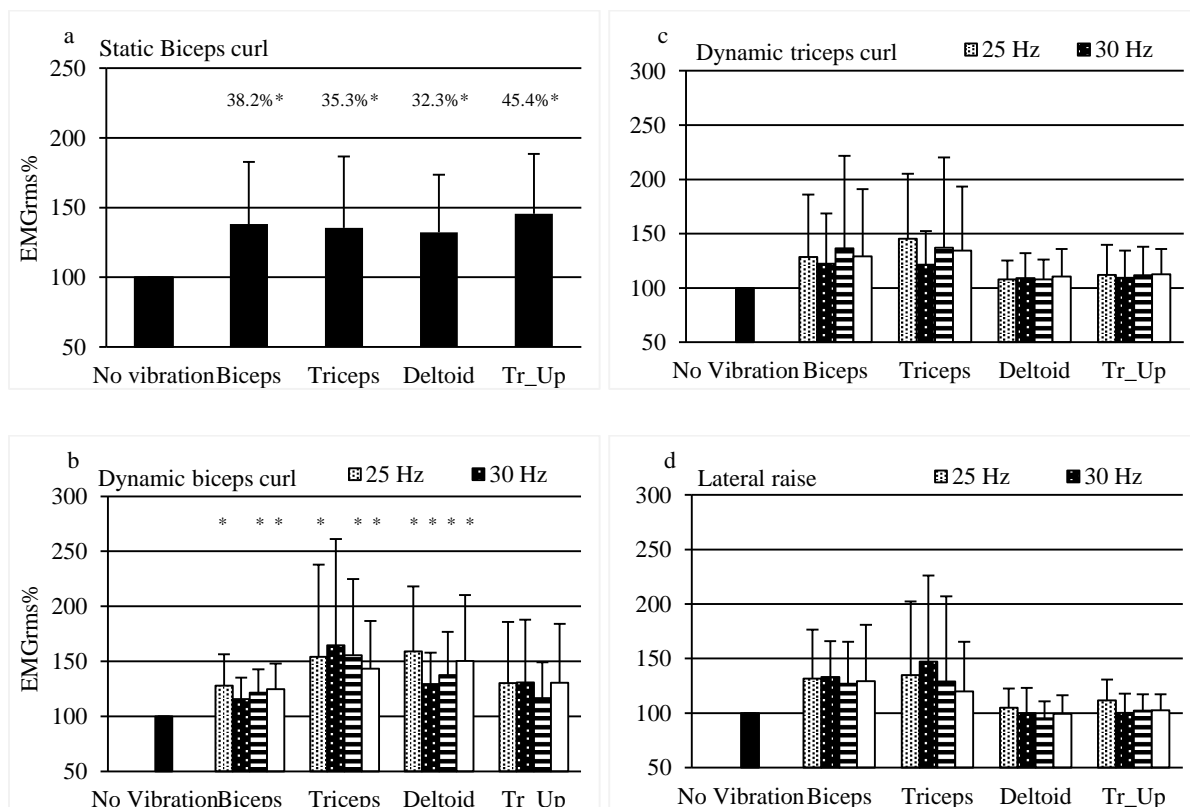 a
Static Biceps curl
250
200
150
100
50
EMGrms%
38.2%* 35.3%* 32.3%* 45.4%*
No vibration Biceps Triceps Deltoid Tr_Up
c
Dynamic triceps curl
25 Hz 30 Hz
300
250
200
150
100
50
No Vibration Biceps Triceps Deltoid Tr_Up
b
Dynamic biceps curl
25 Hz 30 Hz
300
250
200
150
100
50
EMGrms%
* * * * * * * * * *
No Vibration Biceps Triceps Deltoid Tr_Up
d
Lateral raise
25 Hz 30 Hz
300
250
200
150
100
50
No Vibration Biceps Triceps Deltoid Tr_Up